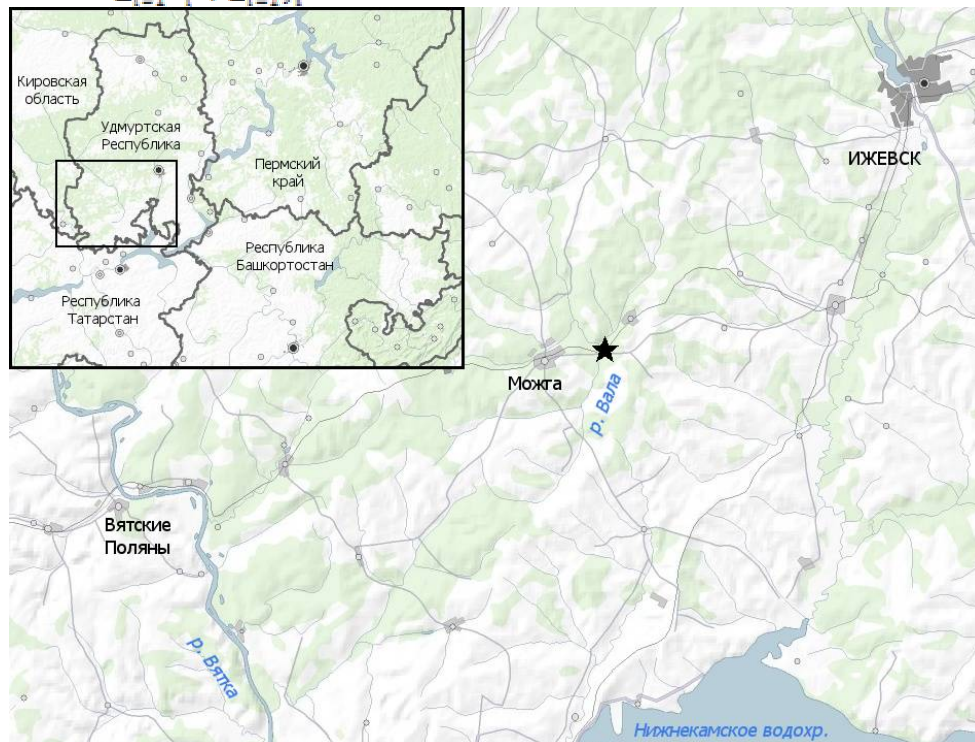 Кировская
область
Удмуртская
Республика
Пермский
край
Республика
Башкортостан
Республика
Татарстан
ИЖЕВСК
Можга
р. Вала
Вятские
Поляны
р. Вятка
Нижнекамское водохр.